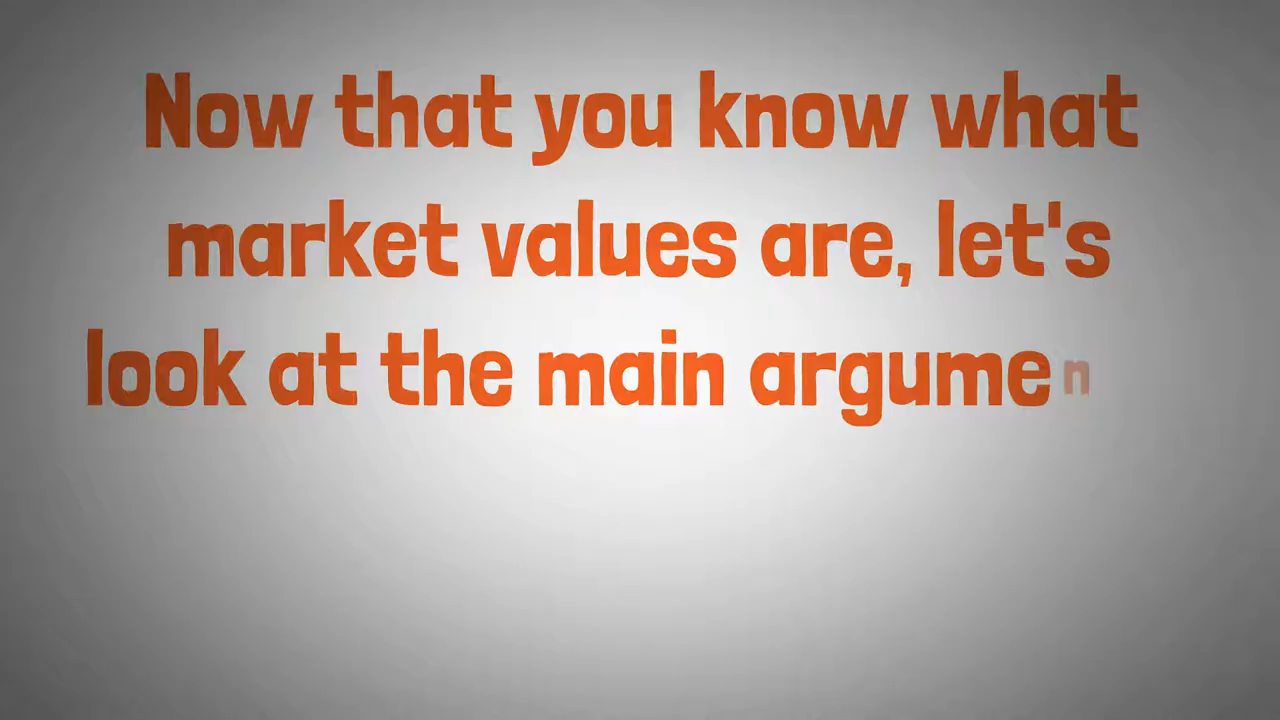 Now that you know what
market values are, let's
look at the main argumen